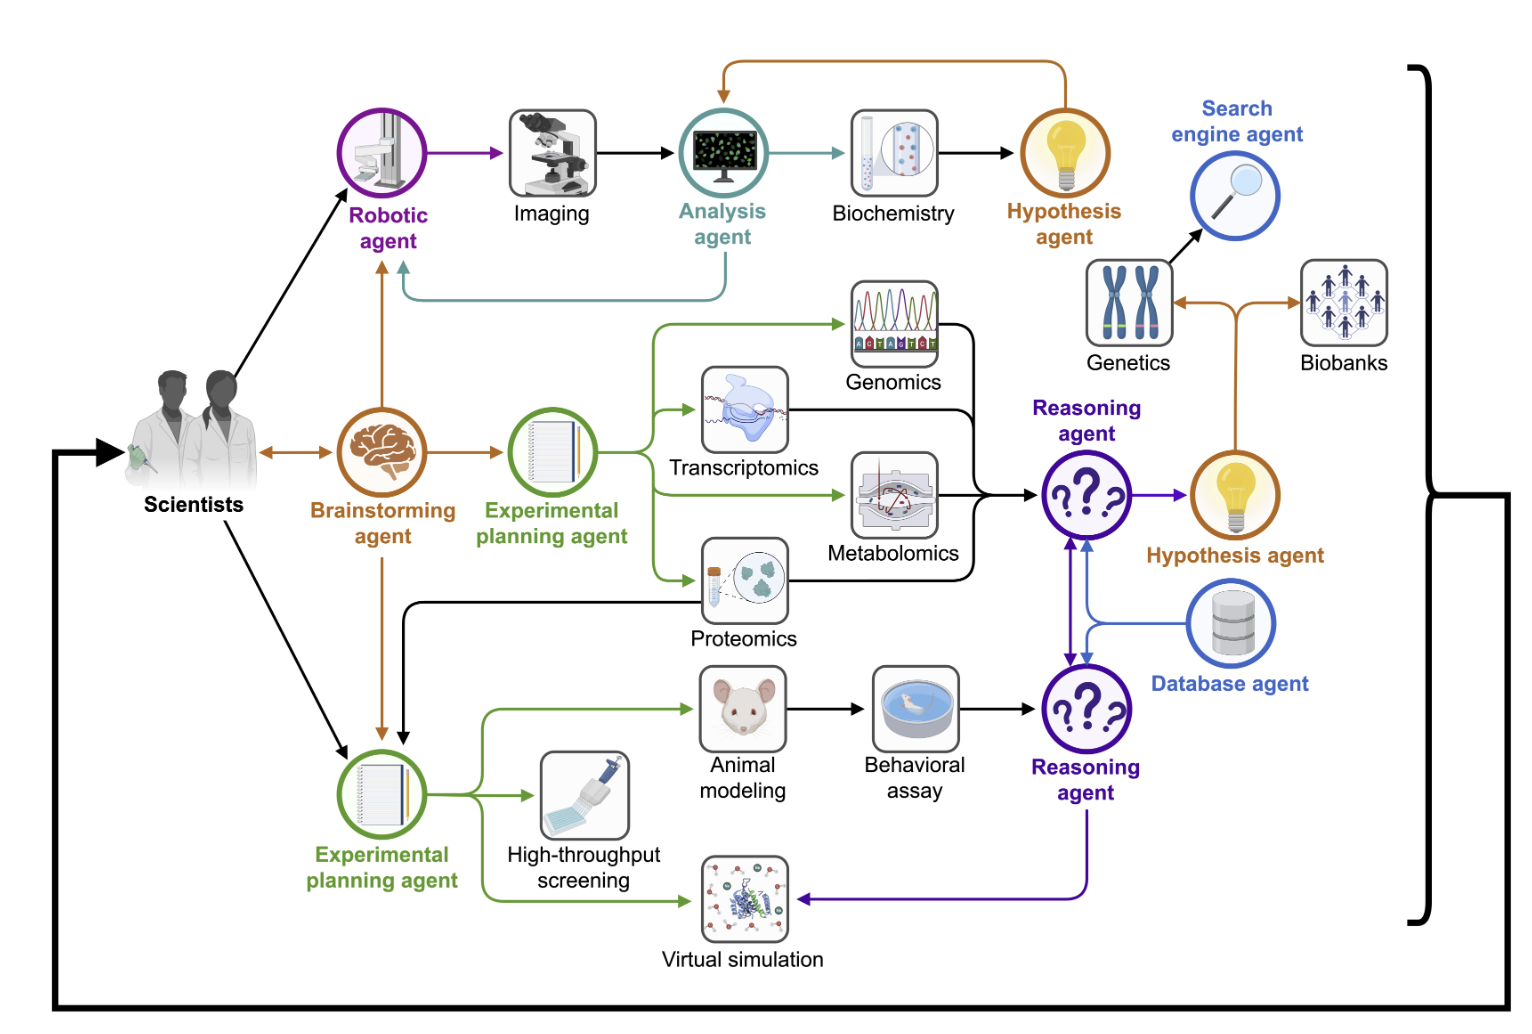 Search
engine agent
Robotic
agent
Imaging
Analysis
agent
Biochemistry
Hypothesis
agent
Genetics
Biobanks
A G T A G T C T
Genomics
Transcriptomics
Reasoning
agent
Scientists
Brainstorming
agent
Experimental
planning agent
Metabolomics
???
Hypothesis agent
Proteomics
Database agent
???
Animal
modeling
Behavioral
assay
Reasoning
agent
Experimental
planning agent
High-throughput
screening
Virtual simulation